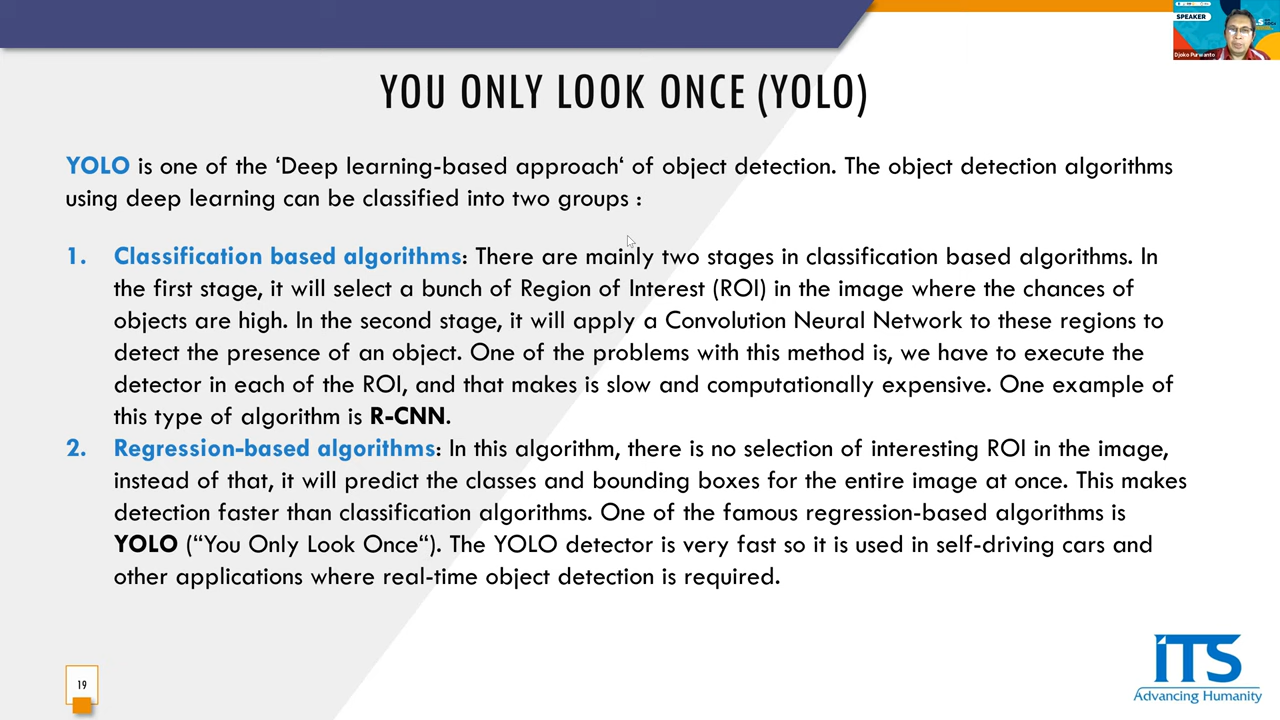 SPEAKER
Djoko Purwanto
YOU ONLY LOOK ONCE (YOLO)
YOLO is one of the ‘Deep learning-based approach‘ of object detection. The object detection algorithms
using deep learning can be classified into two groups :
1. Classification based algorithms: There are mainly two stages in classification based algorithms. In
the first stage, it will select a bunch of Region of Interest (ROI) in the image where the chances of
objects are high. In the second stage, it will apply a Convolution Neural Network to these regions to
detect the presence of an object. One of the problems with this method is, we have to execute the
detector in each of the ROI, and that makes is slow and computationally expensive. One example of
this type of algorithm is R-CNN.
2. Regression-based algorithms: In this algorithm, there is no selection of interesting ROI in the image,
instead of that, it will predict the classes and bounding boxes for the entire image at once. This makes
detection faster than classification algorithms. One of the famous regression-based algorithms is
YOLO (“You Only Look Once“). The YOLO detector is very fast so it is used in self-driving cars and
other applications where real-time object detection is required.
19
iTS
Advancing Humanity